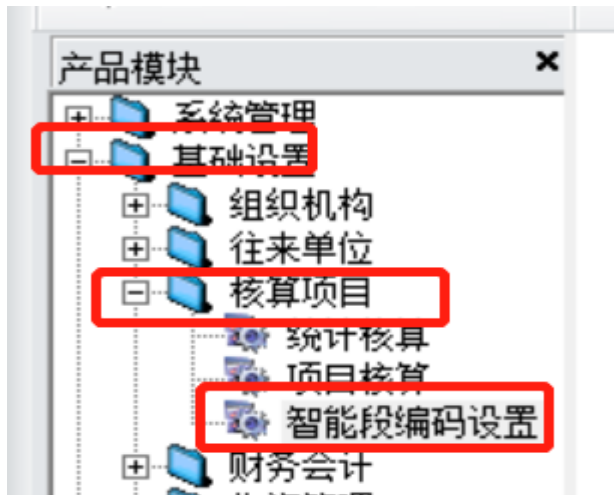 产品模块
系统管理
基础设置
组织机构
往来单位
核算项目
统计核算
项目核算
智能段编码设置
财务会计